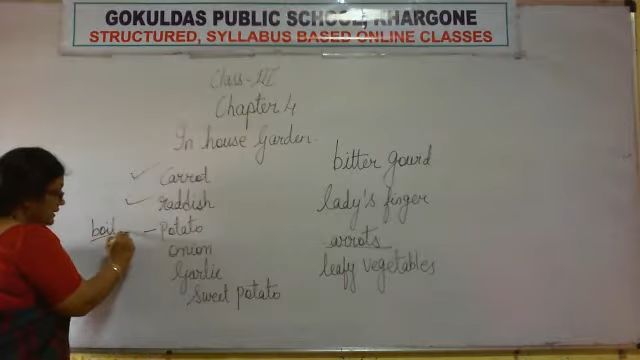 GOKULDAS PUBLIC SCHOOL, KHARGONE
STRUCTURED, SYLLABUS BASED ONLINE CLASSES
Class-III
Chapter 4
In house Garden.
Carrot
Raddish
boil - Potato
onion
Garlic
Sweet Potato
bitter gourd
lady's finger
arrots
leafy vegetables